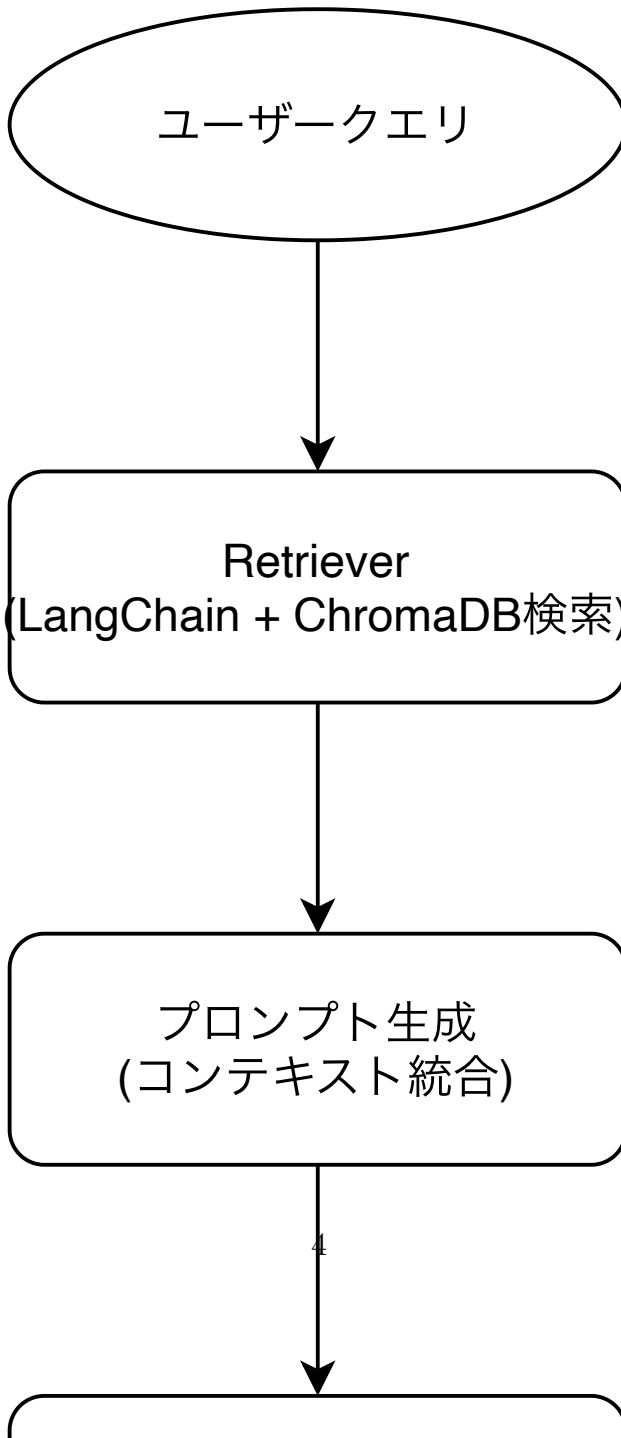 ユーザークエリ
Retriever
(LangChain + ChromaDB検索)
プロンプト生成
(コンテキスト統合)
4